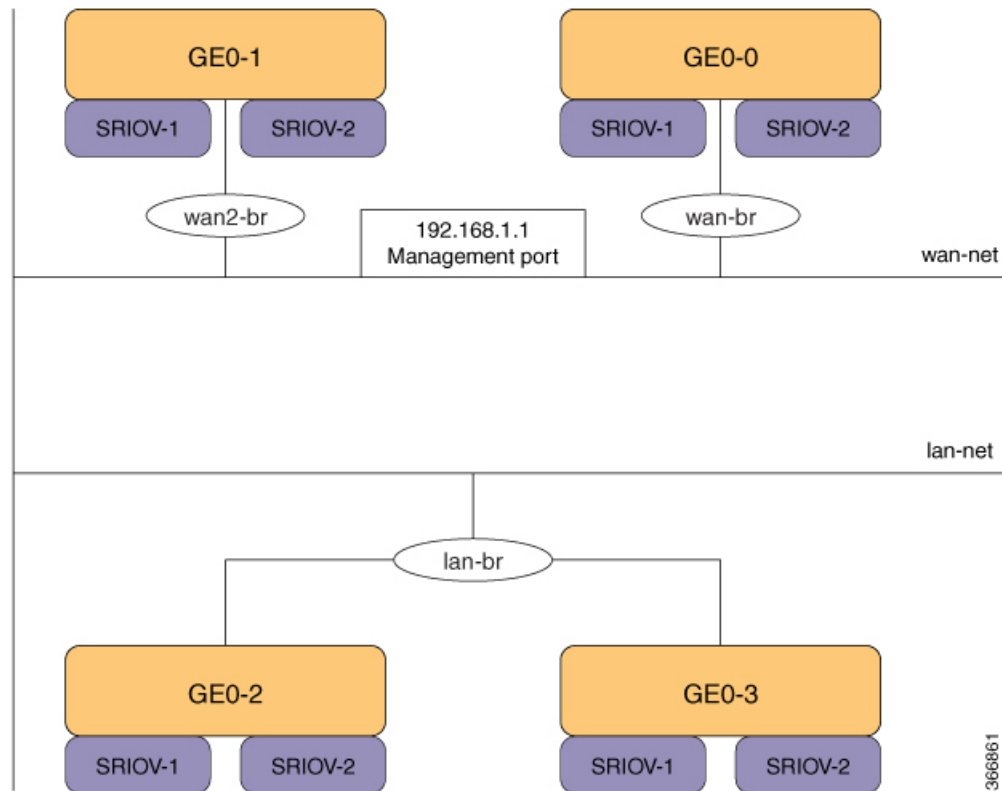 GE0-1
GE0-0
SRIOV-1
SRIOV-2
SRIOV-1
SRIOV-2
wan2-br
192.168.1.1
Management port
wan-br
wan-net
lan-net
lan-br
GE0-2
GE0-3
SRIOV-1
SRIOV-2
SRIOV-1
SRIOV-2
366861